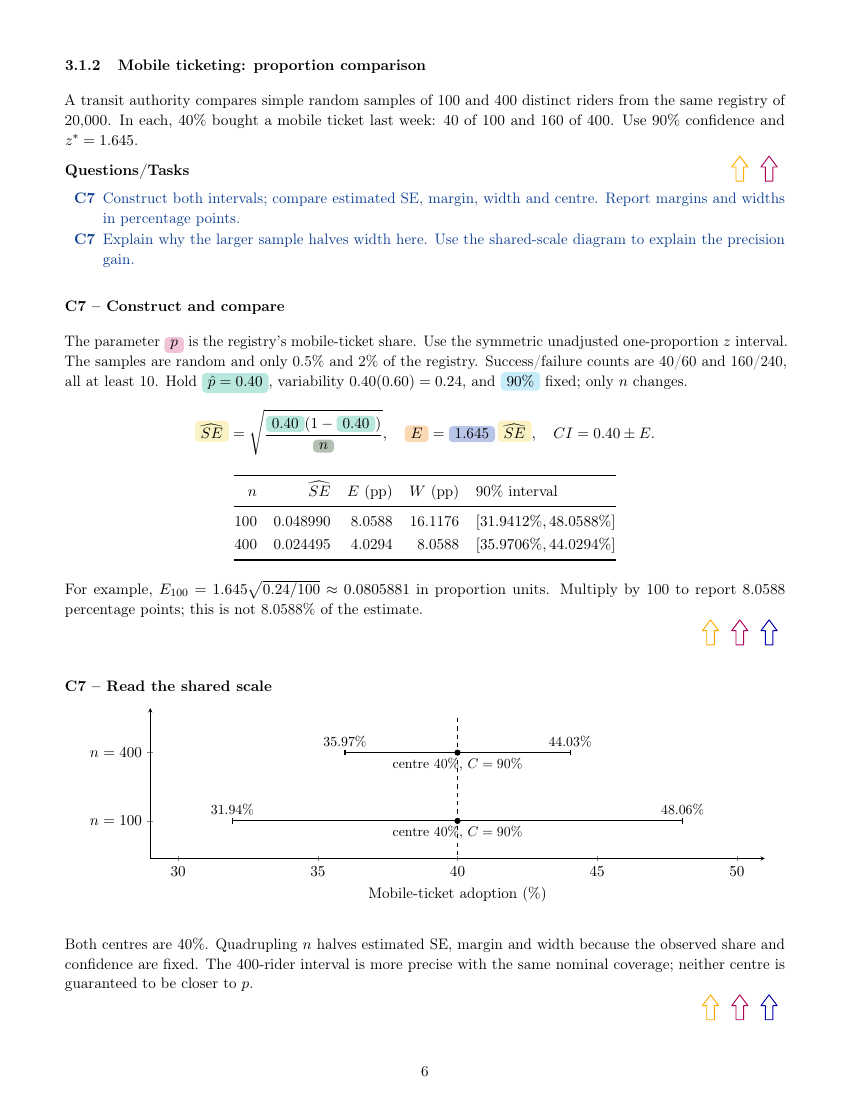 3.1.2 Mobile ticketing: proportion comparison
A transit authority compares simple random samples of 100 and 400 distinct riders from the same registry of
20,000. In each, 40% bought a mobile ticket last week: 40 of 100 and 160 of 400. Use 90% confidence and
z* = 1.645.
Questions/Tasks
C7 Construct both intervals; compare estimated SE, margin, width and centre. Report margins and widths
in percentage points.
C7 Explain why the larger sample halves width here. Use the shared-scale diagram to explain the precision
gain.
C7 – Construct and compare
The parameter p is the registry's mobile-ticket share. Use the symmetric unadjusted one-proportion z interval.
The samples are random and only 0.5% and 2% of the registry. Success/failure counts are 40/60 and 160/240,
all at least 10. Hold p̂ = 0.40, variability 0.40(0.60) = 0.24, and 90% fixed; only n changes.
ŜE = √(0.40(1 − 0.40)/n), E = 1.645 ŜE, CI = 0.40 ± E.
n ŜE E (pp) W (pp) 90% interval
100 0.048990 8.0588 16.1176 [31.9412%, 48.0588%]
400 0.024495 4.0294 8.0588 [35.9706%, 44.0294%]
For example, E₁₀₀ = 1.645√0.24/100 ≈ 0.0805881 in proportion units. Multiply by 100 to report 8.0588
percentage points; this is not 8.0588% of the estimate.
C7 – Read the shared scale
35.97% 44.03%
n = 400
centre 40%, C = 90%
31.94% 48.06%
n = 100
centre 40%, C = 90%
30 35 40 45 50
Mobile-ticket adoption (%)
Both centres are 40%. Quadrupling n halves estimated SE, margin and width because the observed share and
confidence are fixed. The 400-rider interval is more precise with the same nominal coverage; neither centre is
guaranteed to be closer to p.
6